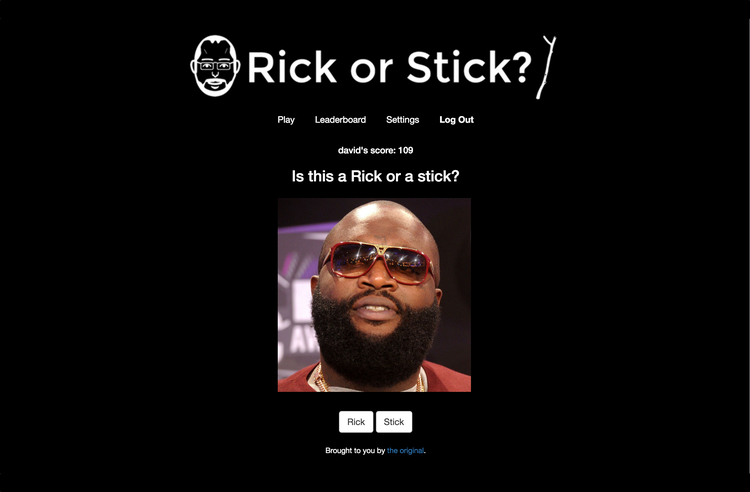 Rick or Stick?
Play Leaderboard Settings Log Out
david's score: 109
Is this a Rick or a stick?
Rick Stick
Brought to you by the original.